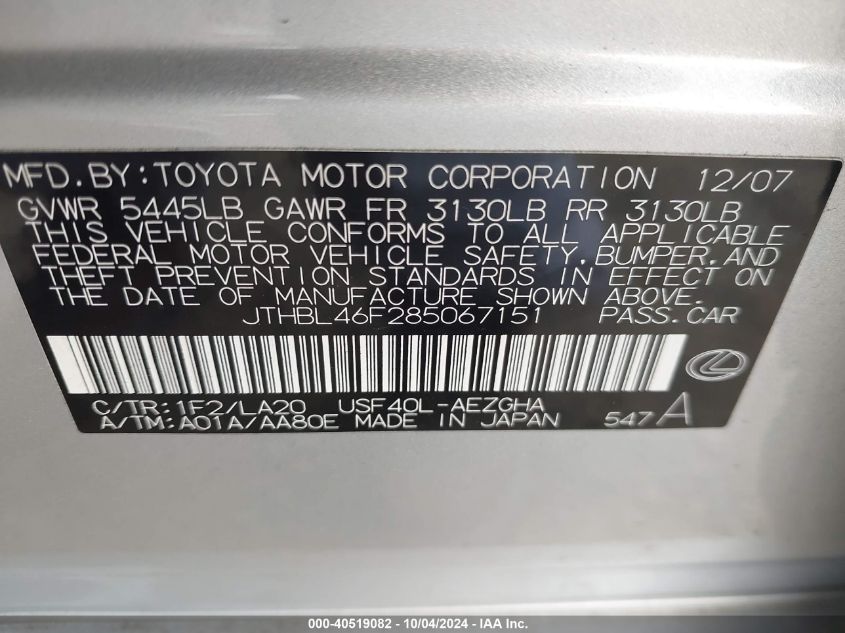 MFD.BY:TOYOTA MOTOR CORPORATION 12/07
GVWR 5445LB GAWR FR 3130LB RR 3130LB
THIS VEHICLE CONFORMS TO ALL APPLICABLE
FEDERAL MOTOR VEHICLE SAFETY,BUMPER,AND
THEFT PREVENTION STANDARDS IN EFFECT ON
THE DATE OF MANUFACTURE SHOWN ABOVE.
JTHBL46F285067151 PASS.CAR
C/TR:1F2/LA20 USF40L-AEZGHA
A/TM:A01A/AA80E MADE IN JAPAN 547A
000-40519082 - 10/04/2024 - IAA Inc.